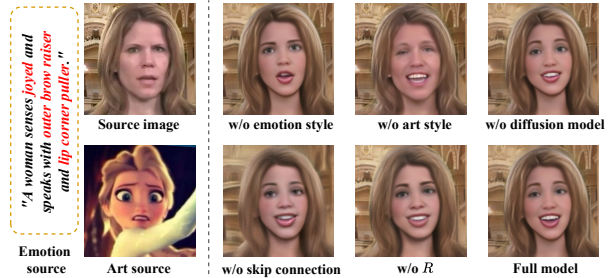 "A woman senses joyed and
speaks with outer brow raiser
and lip corner puller."
Emotion
source
Source image
Art source
w/o emotion style
w/o art style
w/o diffusion model
w/o skip connection
w/o R
Full model